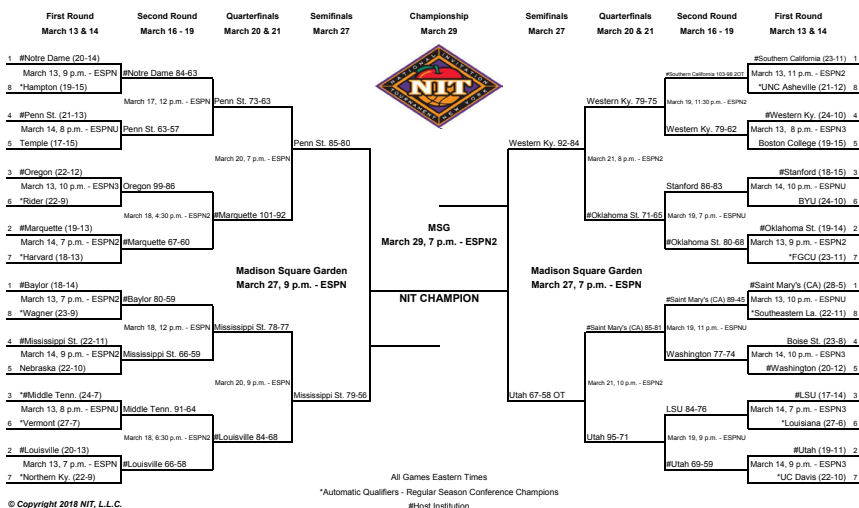 First Round
Second Round
Quarterfinals
Semifinals
Championship
Semifinals
Quarterfinals
Second Round
First Round
March 13 & 14
March 16 - 19
March 20 & 21
March 27
March 29
March 27
March 20 & 21
March 16 - 19
March 13 & 14
1 #Notre Dame (20-14)
March 13, 9 p.m. - ESPN
8 *Hampton (19-15)
#Notre Dame 84-63
March 17, 12 p.m. - ESPN
4 #Penn St. (21-13)
March 14, 8 p.m. - ESPNU
5 Temple (17-15)
Penn St. 63-57
Penn St. 73-63
March 20, 7 p.m. - ESPN
3 #Oregon (22-12)
March 13, 10 p.m. - ESPN3
6 *Rider (22-9)
Oregon 99-86
March 18, 4:30 p.m. - ESPN2
2 #Marquette (19-13)
March 14, 7 p.m. - ESPN2
7 *Harvard (18-13)
#Marquette 67-60
#Marquette 101-92
Penn St. 85-80
Madison Square Garden
March 27, 9 p.m. - ESPN
1 #Baylor (18-14)
March 13, 7 p.m. - ESPN2
8 *Wagner (23-9)
#Baylor 80-59
March 18, 12 p.m. - ESPN
4 #Mississippi St. (22-11)
March 14, 9 p.m. - ESPN2
5 Nebraska (22-10)
Mississippi St. 66-59
Mississippi St. 78-77
March 20, 9 p.m. - ESPN
3 *#Middle Tenn. (24-7)
March 13, 8 p.m. - ESPNU
6 *Vermont (27-7)
Middle Tenn. 91-64
March 18, 6:30 p.m. - ESPN2
2 #Louisville (20-13)
March 13, 7 p.m. - ESPN
7 *Northern Ky. (22-9)
#Louisville 66-58
#Louisville 84-68
Mississippi St. 79-56
NATIONAL INVITATION
NIT
TOURNAMENT NEW YORK
MSG
March 29, 7 p.m. - ESPN2
NIT CHAMPION
#Southern California (23-11) 1
March 13, 11 p.m. - ESPN2
*UNC Asheville (21-12) 8
#Southern California 103-98 2OT
March 19, 11:30 p.m. - ESPN2
#Western Ky. (24-10) 4
March 13, 8 p.m. - ESPN3
Boston College (19-15) 5
Western Ky. 79-62
Western Ky. 79-75
March 21, 8 p.m. - ESPN2
#Stanford (18-15) 3
March 14, 10 p.m. - ESPNU
BYU (24-10) 6
Stanford 86-83
March 19, 7 p.m. - ESPNU
#Oklahoma St. (19-14) 2
March 13, 9 p.m. - ESPN2
*FGCU (23-11) 7
#Oklahoma St. 80-68
#Oklahoma St. 71-65
Western Ky. 92-84
Madison Square Garden
March 27, 7 p.m. - ESPN
#Saint Mary's (CA) (28-5) 1
March 13, 10 p.m. - ESPNU
*Southeastern La. (22-11) 8
#Saint Mary's (CA) 89-45
March 19, 11 p.m. - ESPNU
Boise St. (23-8) 4
March 14, 10 p.m. - ESPN3
#Washington (20-12) 5
Washington 77-74
#Saint Mary's (CA) 85-81
March 21, 10 p.m. - ESPN2
#LSU (17-14) 3
March 14, 7 p.m. - ESPN3
*Louisiana (27-6) 6
LSU 84-76
March 19, 9 p.m. - ESPNU
#Utah (19-11) 2
March 14, 9 p.m. - ESPN3
*UC Davis (22-10) 7
#Utah 69-59
Utah 95-71
Utah 67-58 OT
All Games Eastern Times
*Automatic Qualifiers - Regular Season Conference Champions
#Host Institution
© Copyright 2018 NIT, L.L.C.